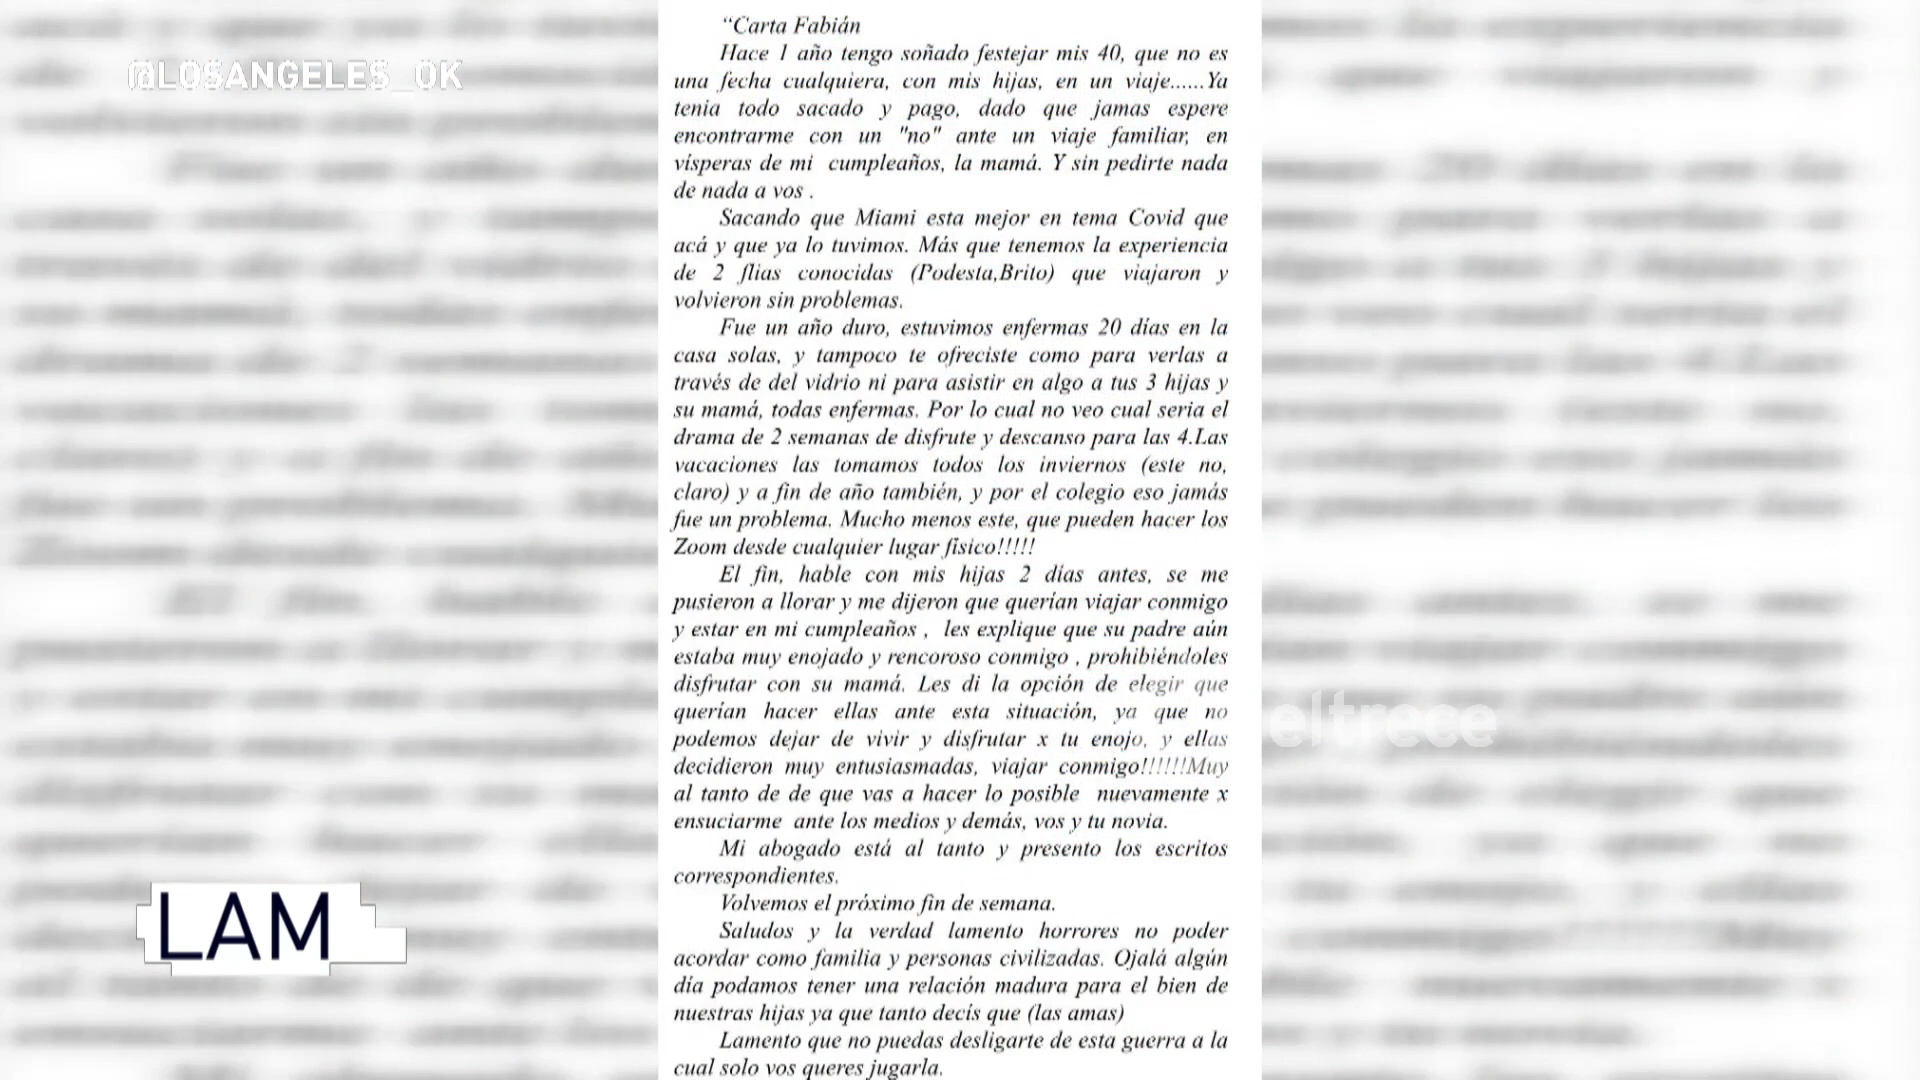 @LOSANGELES_OK
“Carta Fabián
Hace 1 año tengo soñado festejar mis 40, que no es
una fecha cualquiera, con mis hijas, en un viaje......Ya
tenia todo sacado y pago, dado que jamas espere
encontrarme con un "no" ante un viaje familiar, en
vísperas de mi cumpleaños, la mamá. Y sin pedirte nada
de nada a vos .
Sacando que Miami esta mejor en tema Covid que
acá y que ya lo tuvimos. Más que tenemos la experiencia
de 2 flias conocidas (Podesta,Brito) que viajaron y
volvieron sin problemas.
Fue un año duro, estuvimos enfermas 20 días en la
casa solas, y tampoco te ofreciste como para verlas a
través de del vidrio ni para asistir en algo a tus 3 hijas y
su mamá, todas enfermas. Por lo cual no veo cual seria el
drama de 2 semanas de disfrute y descanso para las 4.Las
vacaciones las tomamos todos los inviernos (este no,
claro) y a fin de año también, y por el colegio eso jamás
fue un problema. Mucho menos este, que pueden hacer los
Zoom desde cualquier lugar físico!!!!!
El fin, hable con mis hijas 2 días antes, se me
pusieron a llorar y me dijeron que querían viajar conmigo
y estar en mi cumpleaños , les explique que su padre aún
estaba muy enojado y rencoroso conmigo , prohibiéndoles
disfrutar con su mamá. Les di la opción de elegir que
querían hacer ellas ante esta situación, ya que no
podemos dejar de vivir y disfrutar x tu enojo, y ellas
decidieron muy entusiasmadas, viajar conmigo!!!!!!Muy
al tanto de de que vas a hacer lo posible nuevamente x
ensuciarme ante los medios y demás, vos y tu novia.
Mi abogado está al tanto y presento los escritos
correspondientes.
Volvemos el próximo fin de semana.
Saludos y la verdad lamento horrores no poder
acordar como familia y personas civilizadas. Ojalá algún
día podamos tener una relación madura para el bien de
nuestras hijas ya que tanto decís que (las amas)
Lamento que no puedas desligarte de esta guerra a la
cual solo vos queres jugarla.
eltrece
LAM